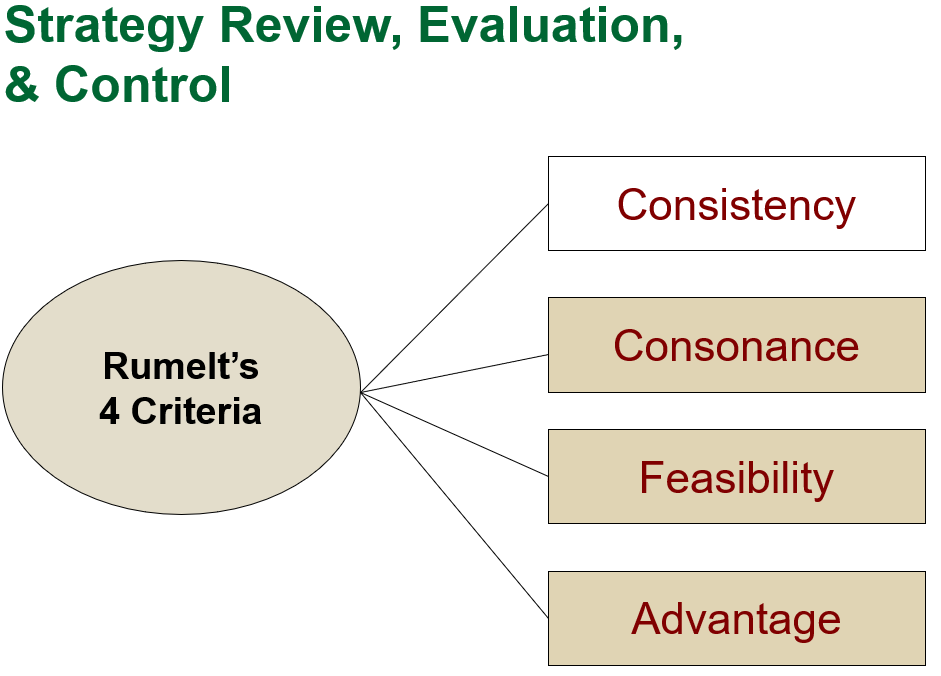 Strategy Review, Evaluation,
& Control
Rumelt’s
4 Criteria
Consistency
Consonance
Feasibility
Advantage